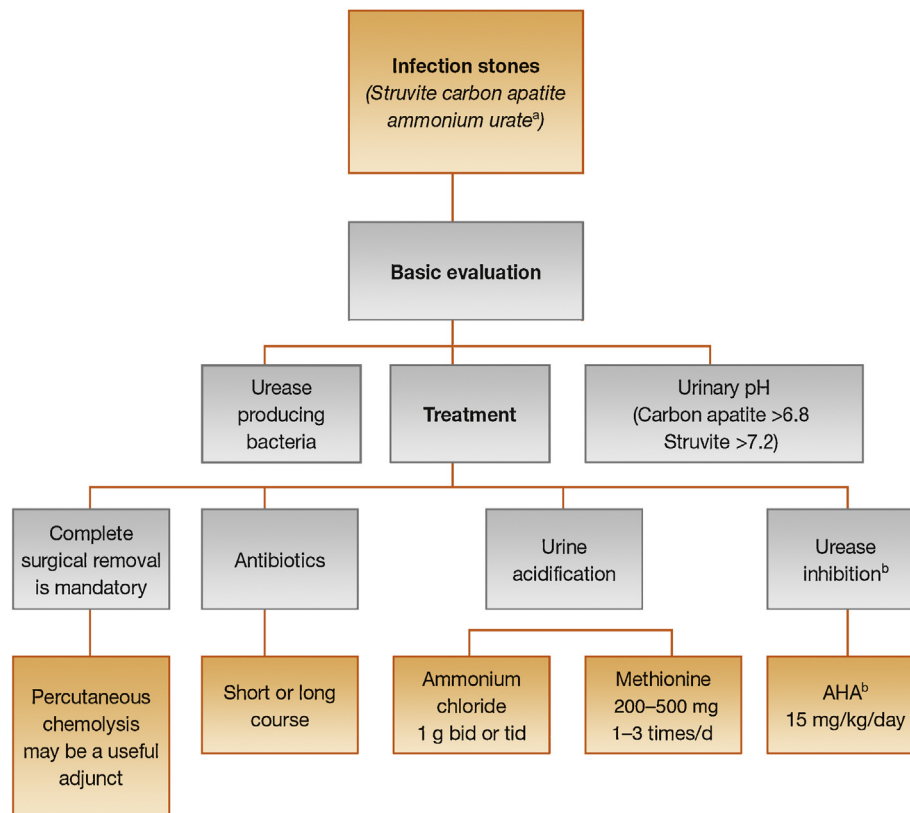 Infection stones
(Struvite carbon apatite
ammonium urateᵃ)
Basic evaluation
Urease
producing
bacteria
Treatment
Urinary pH
(Carbon apatite >6.8
Struvite >7.2)
Complete
surgical removal
is mandatory
Antibiotics
Urine
acidification
Urease
inhibitionᵇ
Percutaneous
chemolysis
may be a useful
adjunct
Short or long
course
Ammonium
chloride
1 g bid or tid
Methionine
200–500 mg
1–3 times/d
AHAᵇ
15 mg/kg/day